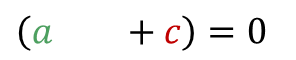 (a + c) = 0